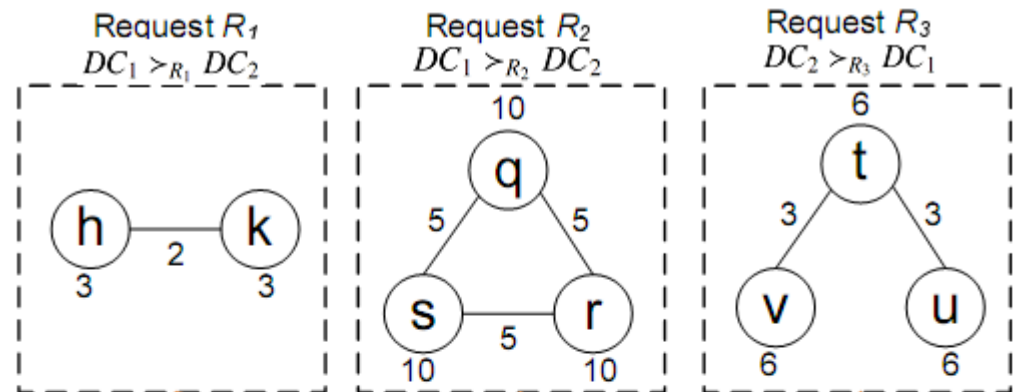 Request R₁
DC₁ ≻R₁ DC₂
h
k
2
3
3
Request R₂
DC₁ ≻R₂ DC₂
10
q
5
5
s
r
5
10
10
Request R₃
DC₂ ≻R₃ DC₁
6
t
3
3
v
u
6
6